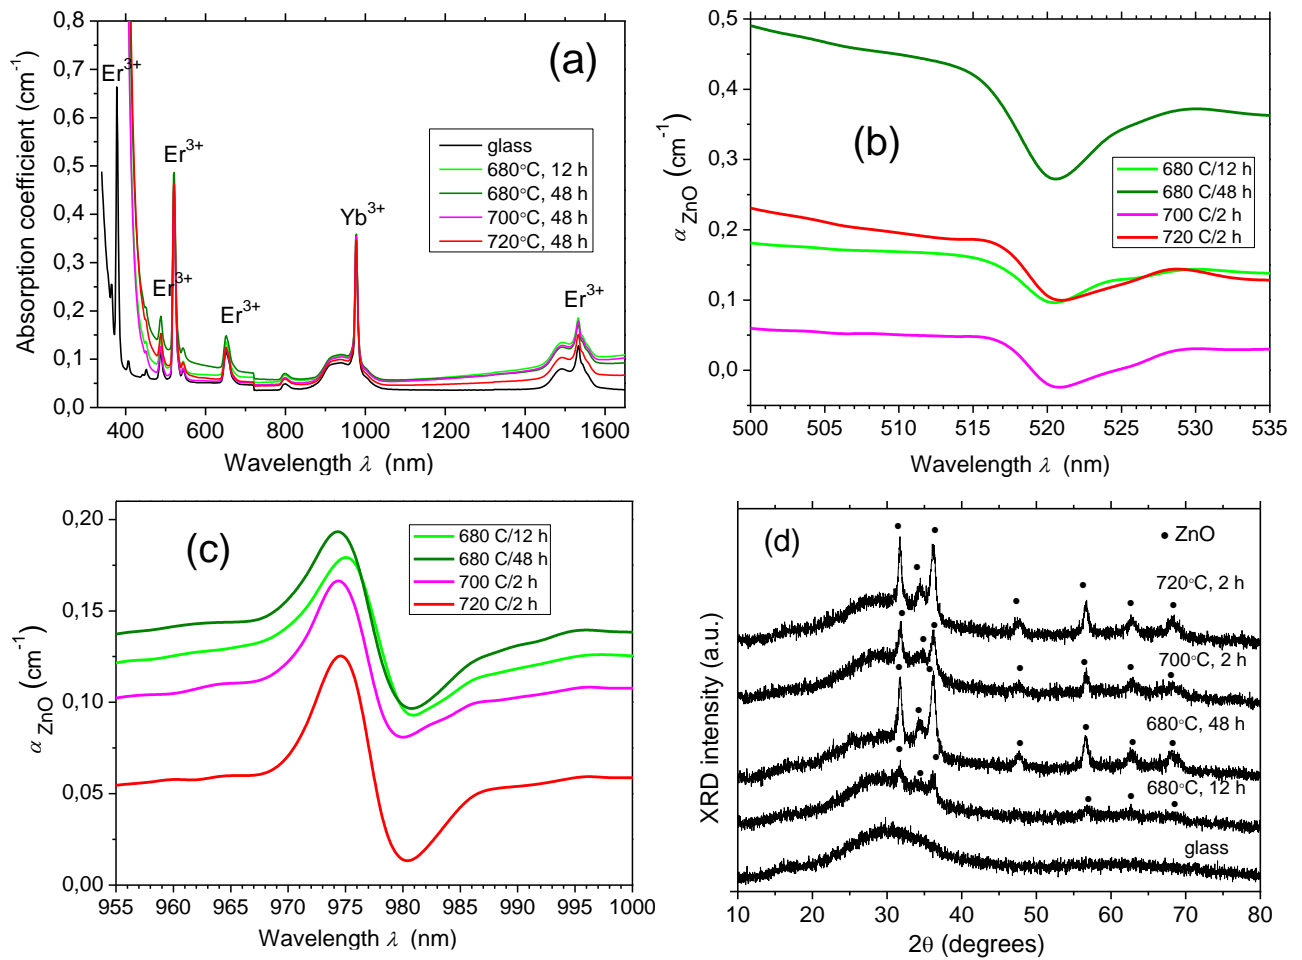 (a)
Absorption coefficient (cm⁻¹)
0,8
0,7
0,6
0,5
0,4
0,3
0,2
0,1
0,0
Er³⁺
Er³⁺
Er³⁺
Er³⁺
Yb³⁺
Er³⁺
glass
680°C, 12 h
680°C, 48 h
700°C, 48 h
720°C, 48 h
400 600 800 1000 1200 1400 1600
Wavelength λ (nm)
(b)
α ZnO (cm⁻¹)
0,5
0,4
0,3
0,2
0,1
0,0
680 C/12 h
680 C/48 h
700 C/2 h
720 C/2 h
500 505 510 515 520 525 530 535
Wavelength λ (nm)
(c)
α ZnO (cm⁻¹)
0,20
0,15
0,10
0,05
0,00
680 C/12 h
680 C/48 h
700 C/2 h
720 C/2 h
955 960 965 970 975 980 985 990 995 1000
Wavelength λ (nm)
(d)
XRD intensity (a.u.)
• ZnO
720°C, 2 h
700°C, 2 h
680°C, 48 h
680°C, 12 h
glass
10 20 30 40 50 60 70 80
2θ (degrees)